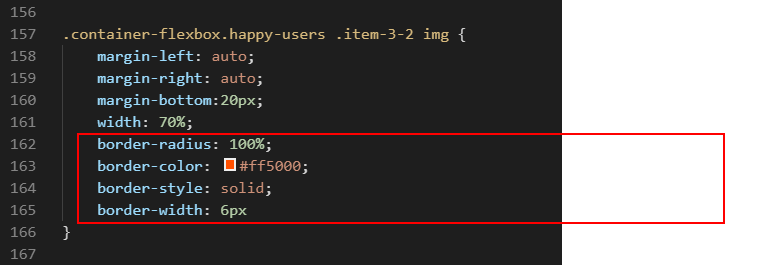 156
157 .container-flexbox.happy-users .item-3-2 img {
158 margin-left: auto;
159 margin-right: auto;
160 margin-bottom:20px;
161 width: 70%;
162 border-radius: 100%;
163 border-color: #ff5000;
164 border-style: solid;
165 border-width: 6px
166 }
167